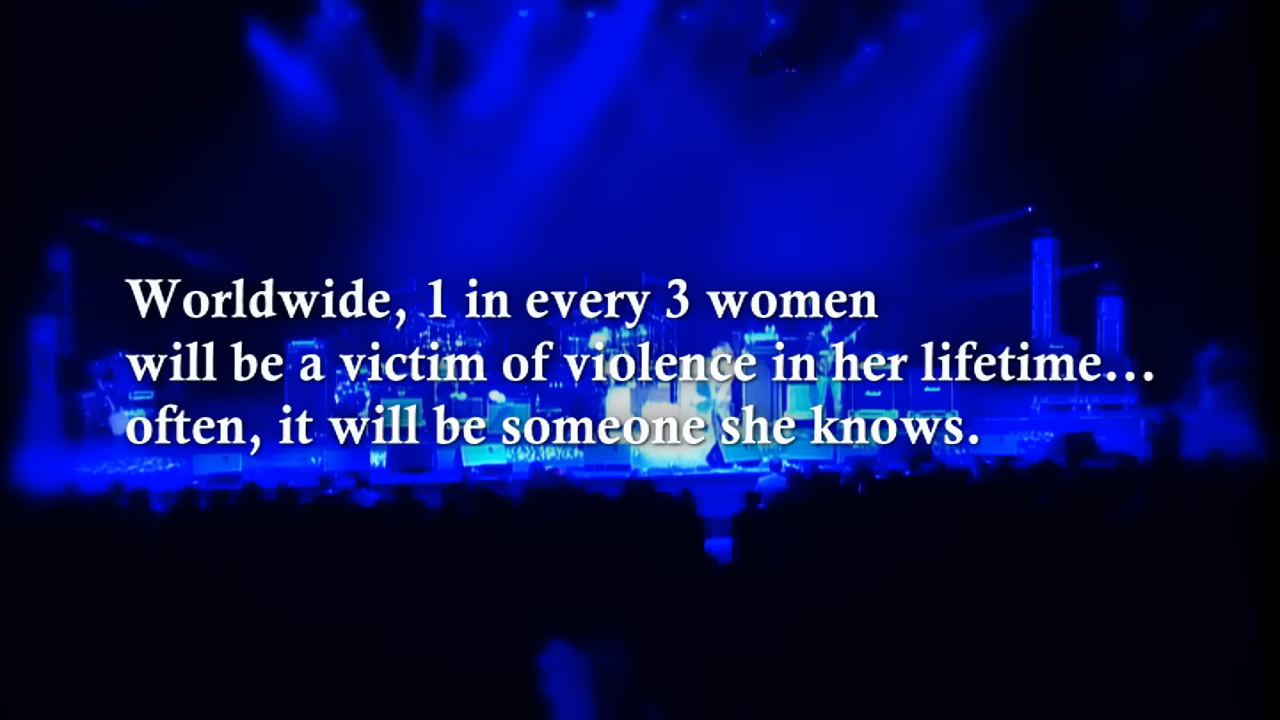 Worldwide, 1 in every 3 women
will be a victim of violence in her lifetime...
often, it will be someone she knows.